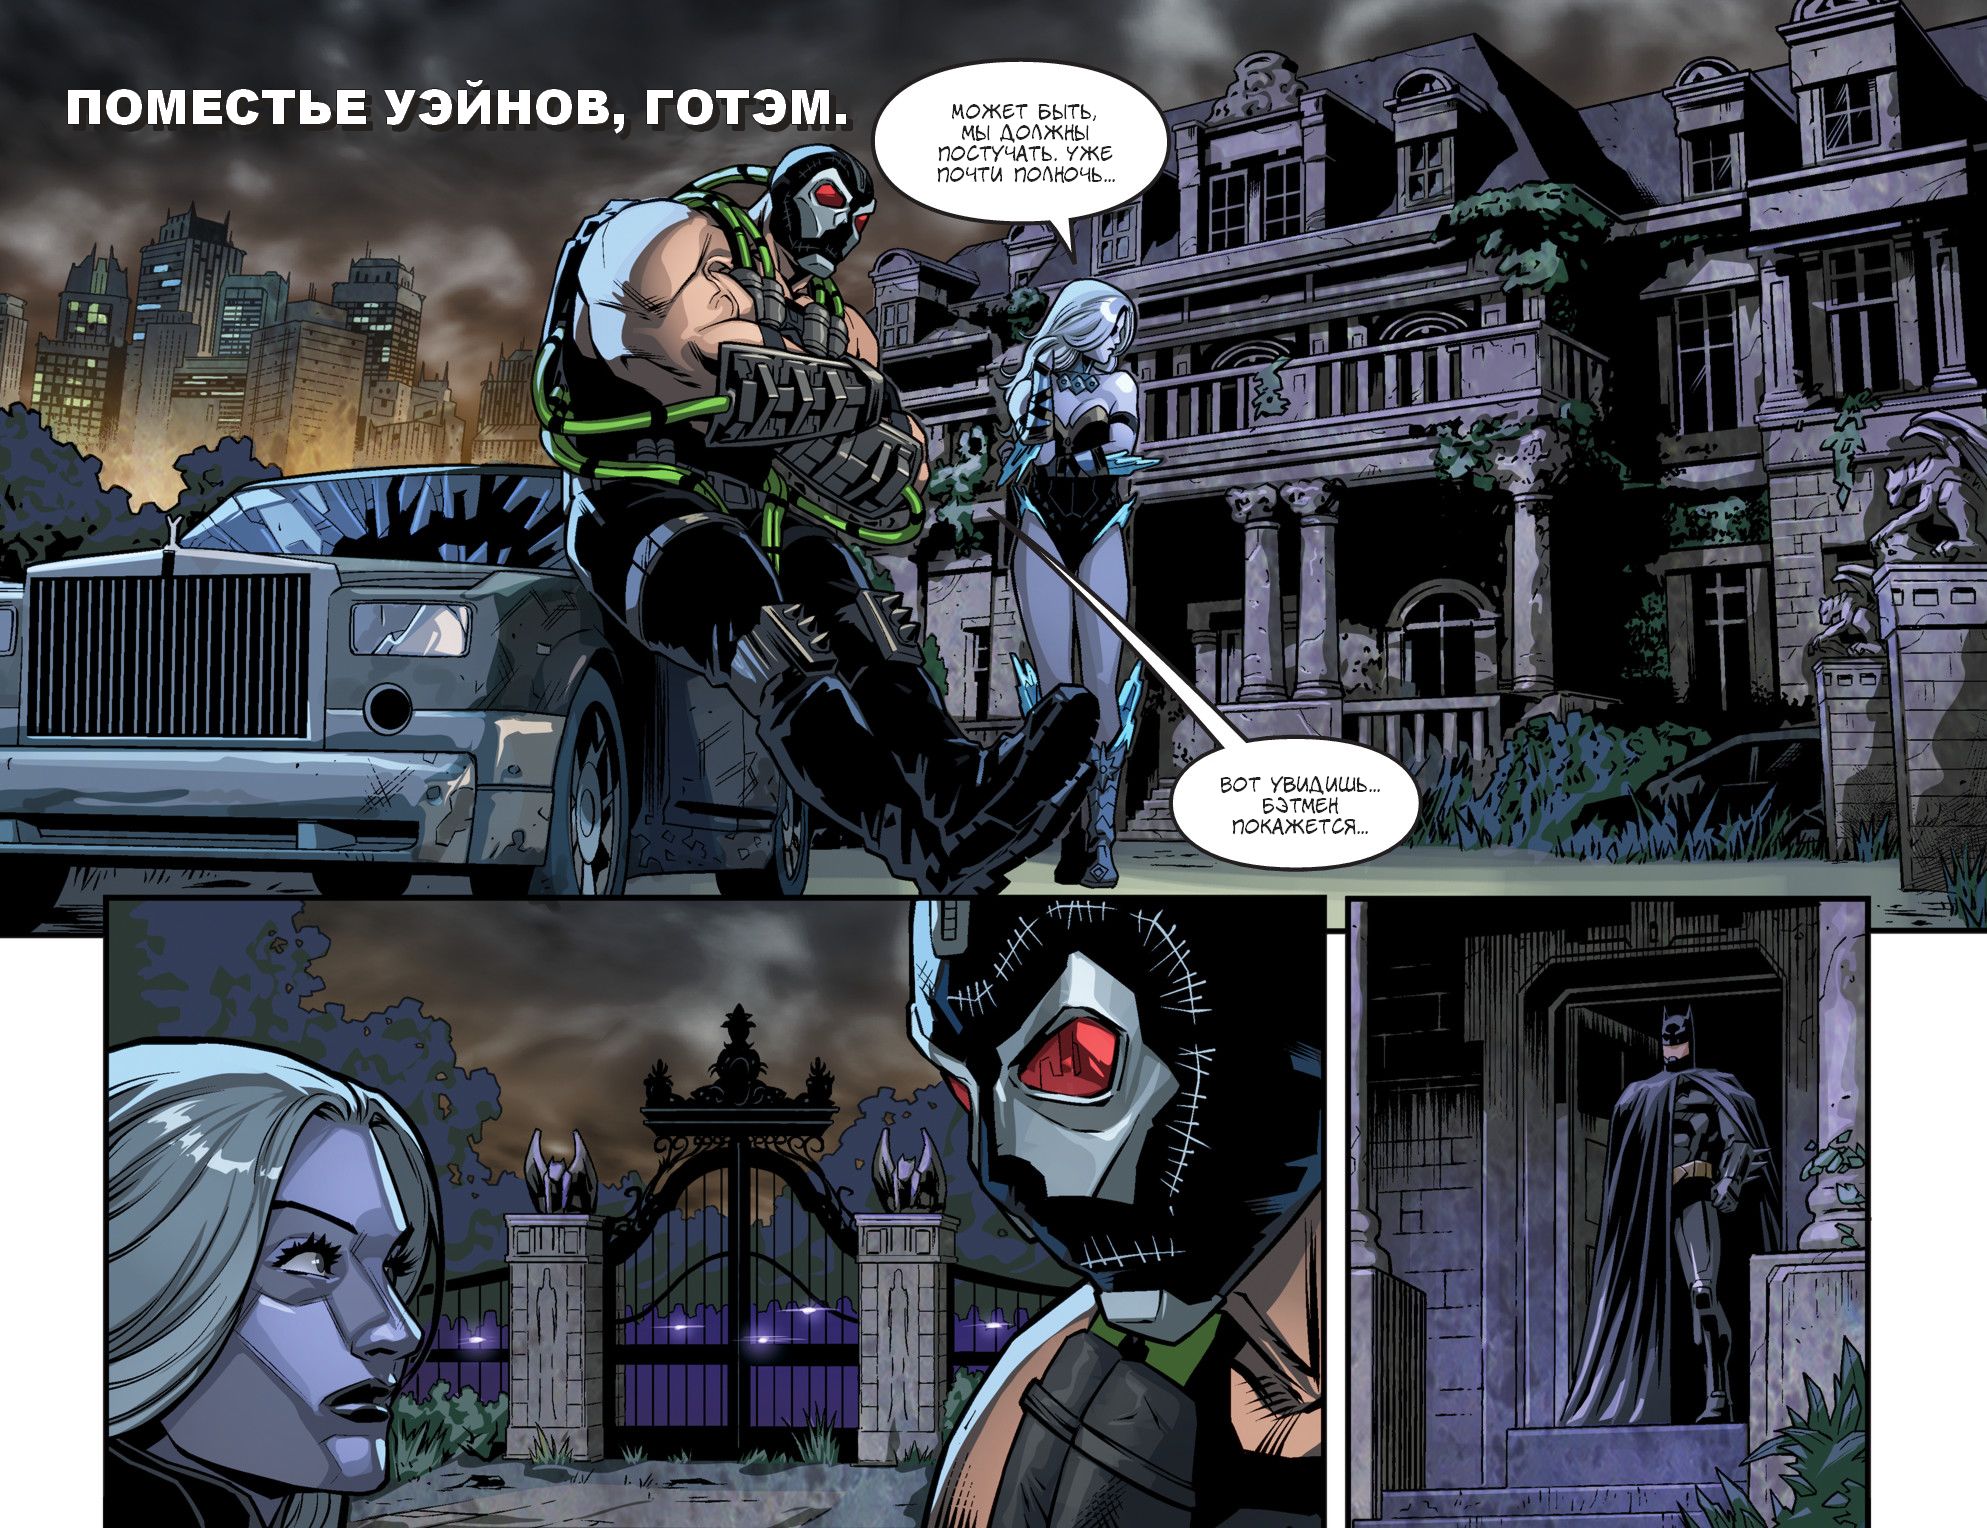 ПОМЕСТЬЕ УЭЙНОВ, ГОТЭМ.
МОЖЕТ БЫТЬ,
МЫ ДОЛЖНЫ
ПОСТУЧАТЬ. УЖЕ
ПОЧТИ ПОЛНОЧЬ...
ВОТ УВИДИШЬ...
БЭТМЕН
ПОКАЖЕТСЯ...